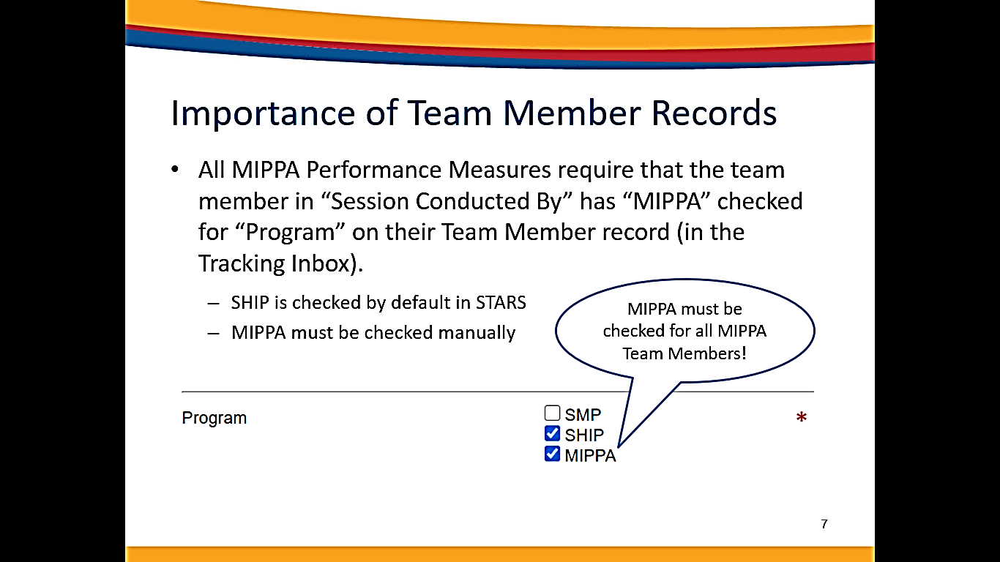 Importance of Team Member Records
• All MIPPA Performance Measures require that the team
member in “Session Conducted By” has “MIPPA” checked
for “Program” on their Team Member record (in the
Tracking Inbox).
– SHIP is checked by default in STARS
– MIPPA must be checked manually
MIPPA must be
checked for all MIPPA
Team Members!
Program
SMP
*
SHIP
MIPPA
7